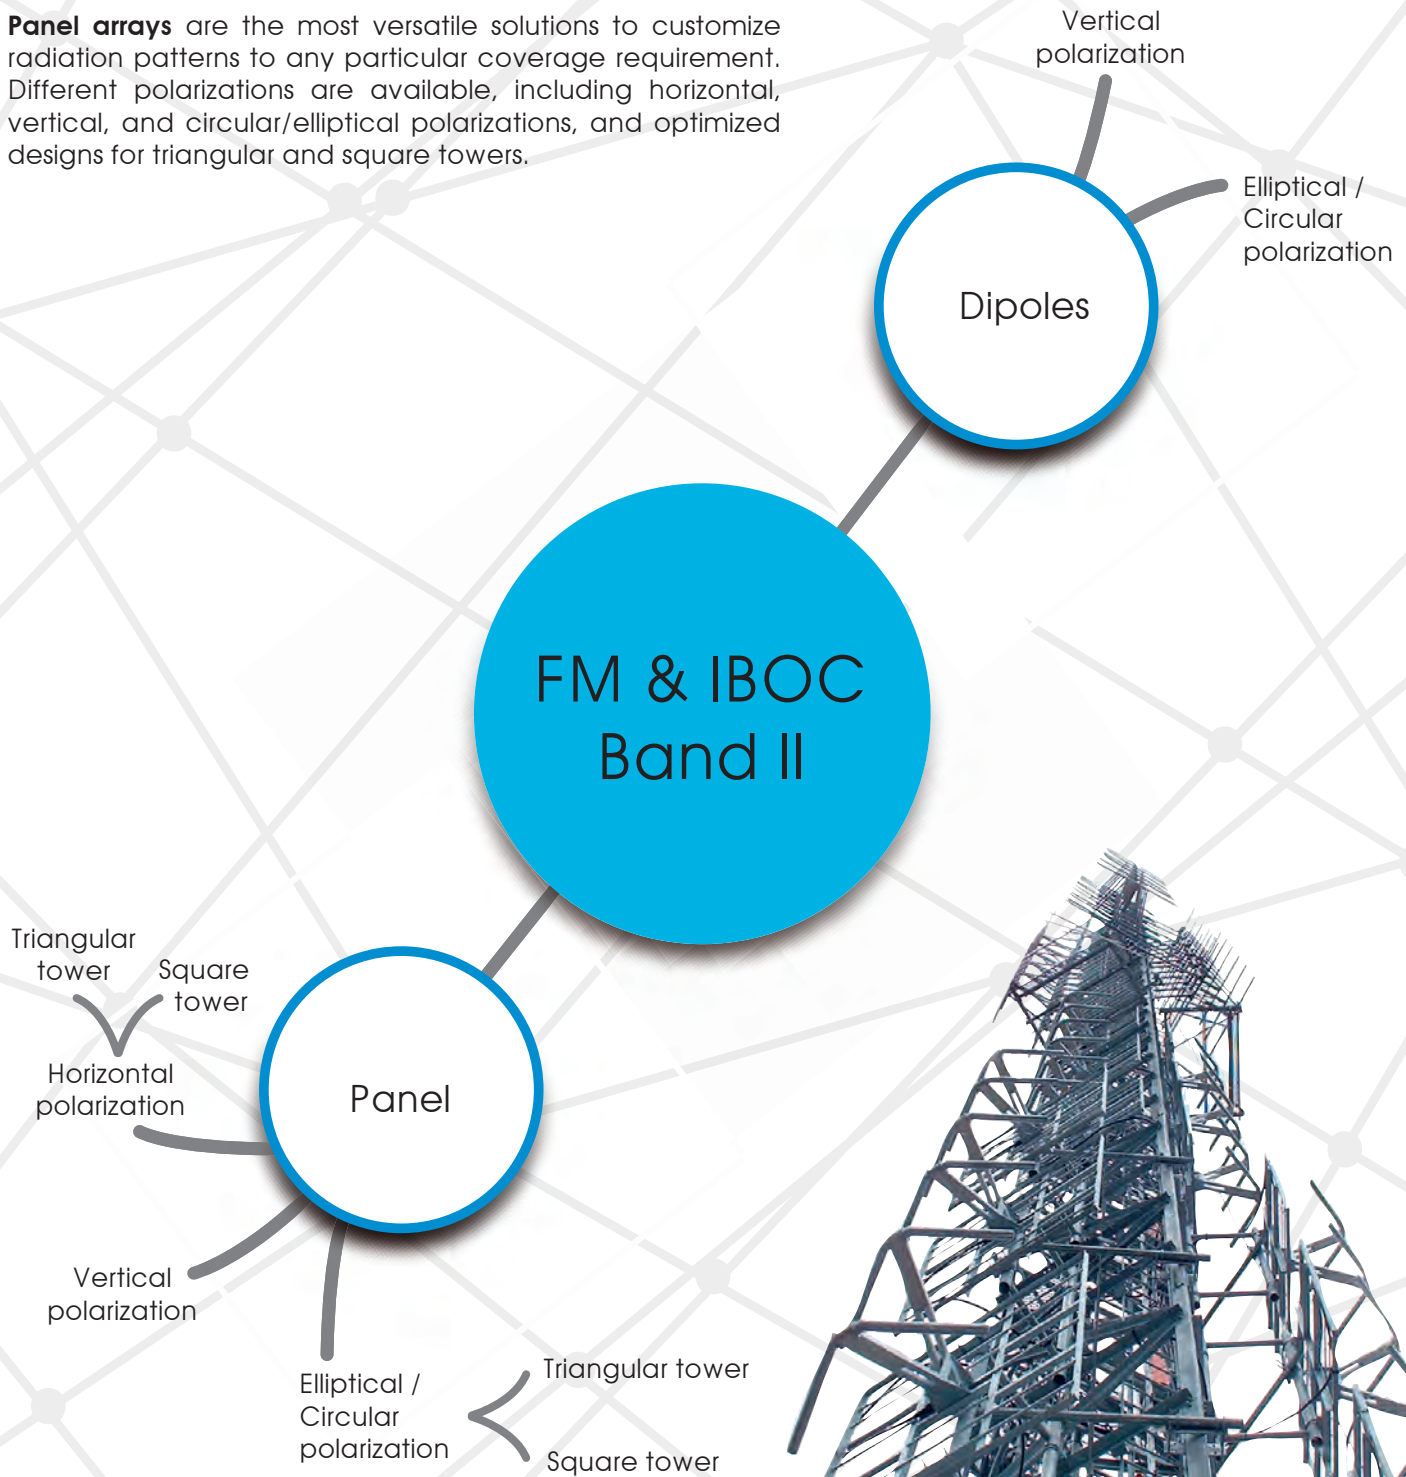 Panel arrays are the most versatile solutions to customize
radiation patterns to any particular coverage requirement.
Different polarizations are available, including horizontal,
vertical, and circular/elliptical polarizations, and optimized
designs for triangular and square towers.
Vertical
polarization
Elliptical /
Circular
polarization
Dipoles
FM & IBOC
Band II
Triangular
tower
Square
tower
Horizontal
polarization
Panel
Vertical
polarization
Elliptical /
Circular
polarization
Triangular tower
Square tower